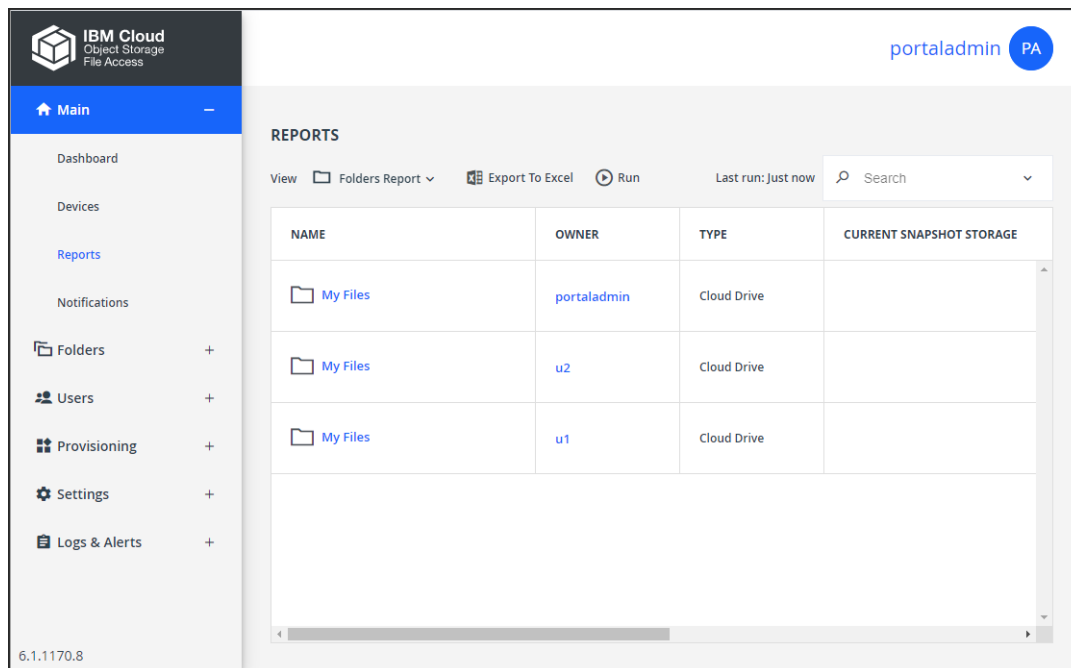 IBM Cloud
Object Storage
File Access
portaladmin PA
Main
Dashboard
Devices
Reports
Notifications
Folders
Users
Provisioning
Settings
Logs & Alerts
6.1.1170.8
REPORTS
View Folders Report Export To Excel Run Last run: Just now Search
NAME OWNER TYPE CURRENT SNAPSHOT STORAGE
My Files portaladmin Cloud Drive
My Files u2 Cloud Drive
My Files u1 Cloud Drive